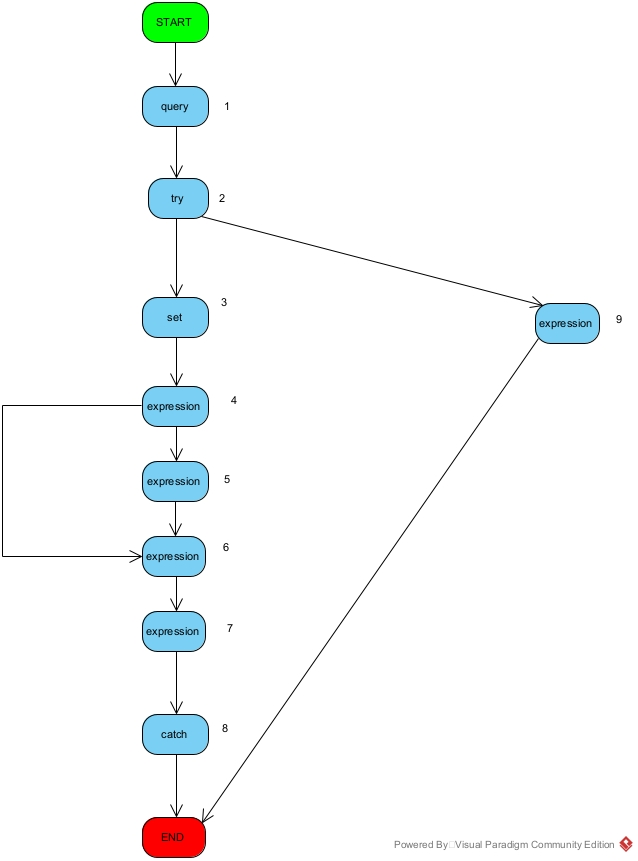 START
query 1
try 2
set 3
expression 9
expression 4
expression 5
expression 6
expression 7
catch 8
END
Powered By Visual Paradigm Community Edition